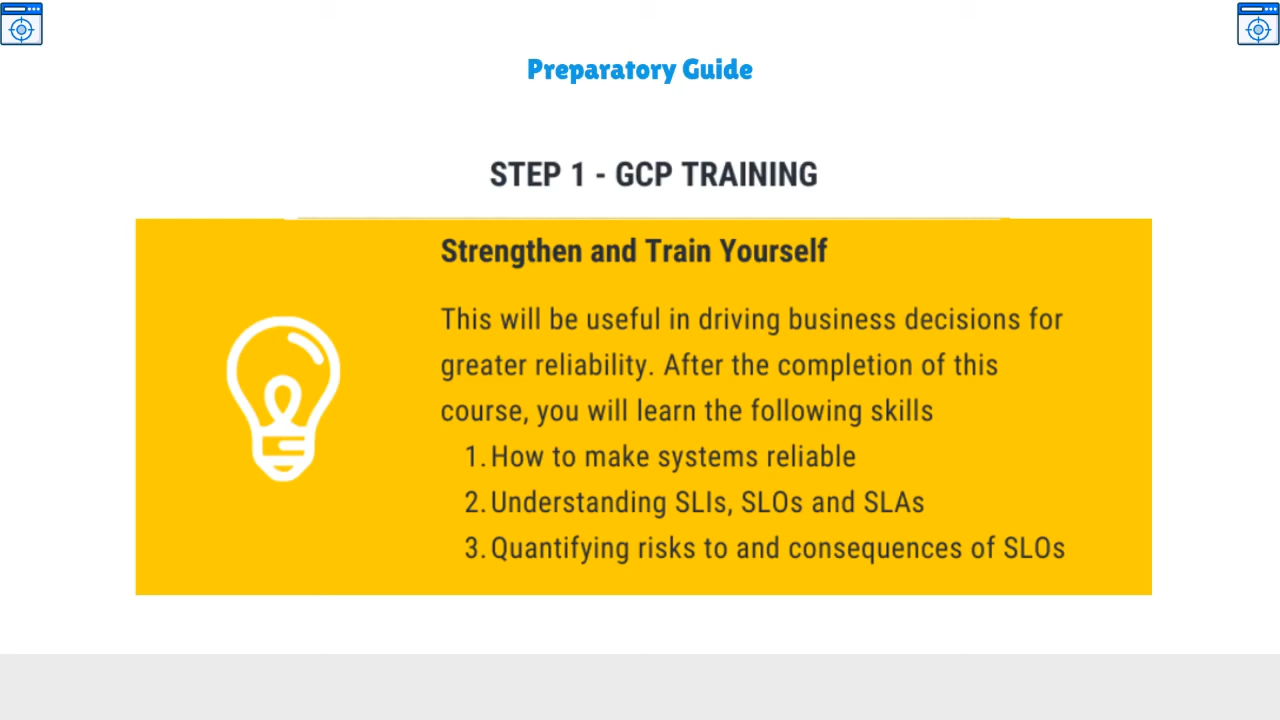 Preparatory Guide
STEP 1 - GCP TRAINING
Strengthen and Train Yourself
This will be useful in driving business decisions for
greater reliability. After the completion of this
course, you will learn the following skills
1. How to make systems reliable
2. Understanding SLIs, SLOs and SLAs
3. Quantifying risks to and consequences of SLOs